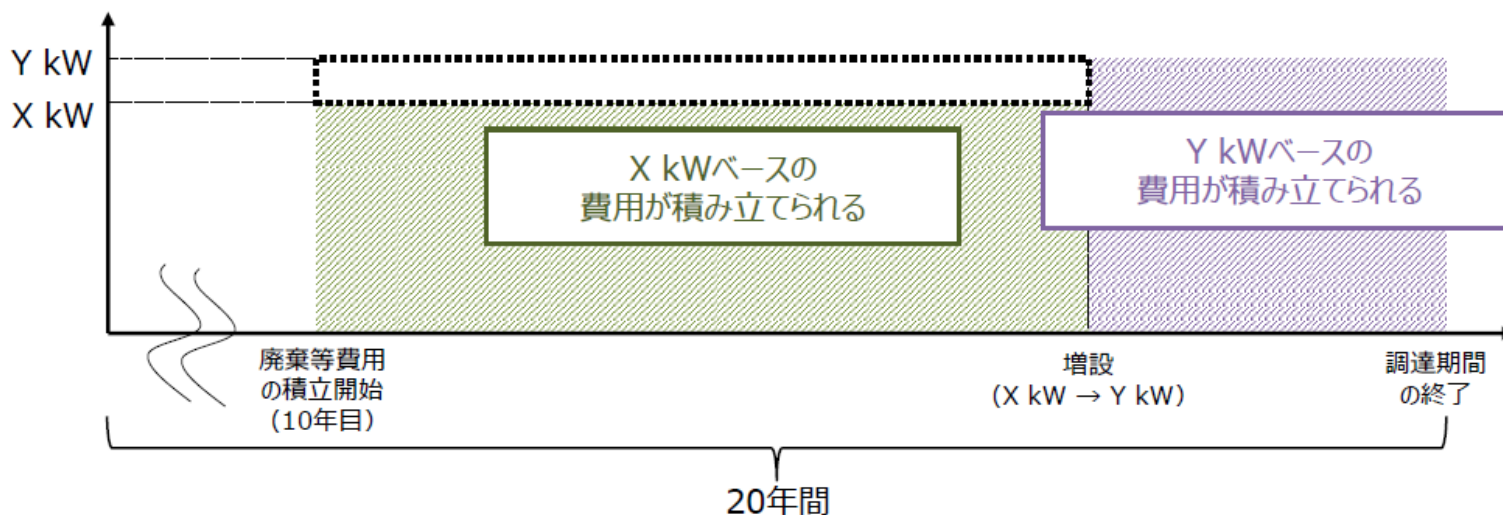 Y kW
X kW
X kWベースの
費用が積み立てられる
Y kWベースの
費用が積み立てられる
廃棄等費用
の積立開始
(10年目)
増設
(X kW → Y kW)
調達期間
の終了
20年間